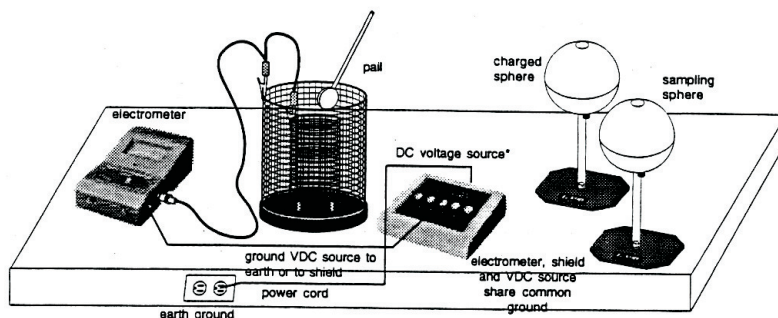 pail
charged
sphere
sampling
sphere
electrometer
DC voltage source*
ground VDC source to
earth or to shield
electrometer, shield
and VDC source
share common
ground
power cord
earth ground